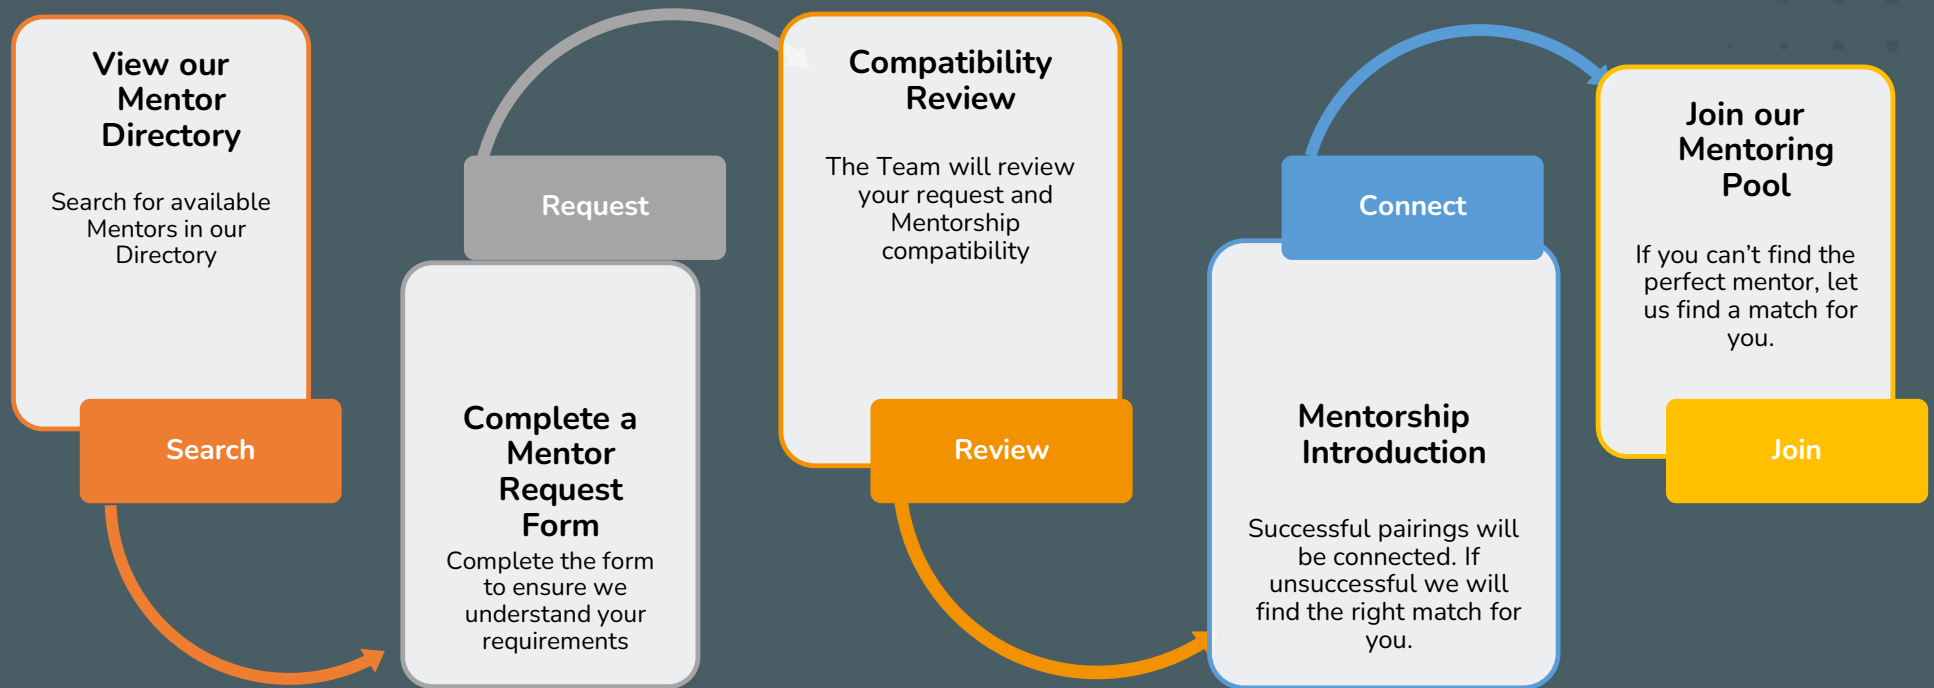 View our
Mentor
Directory
Search for available
Mentors in our
Directory
Search
Request
Complete a
Mentor
Request
Form
Complete the form
to ensure we
understand your
requirements
Compatibility
Review
The Team will review
your request and
Mentorship
compatibility
Review
Connect
Mentorship
Introduction
Successful pairings will
be connected. If
unsuccessful we will
find the right match for
you.
Join our
Mentoring
Pool
If you can’t find the
perfect mentor, let
us find a match for
you.
Join